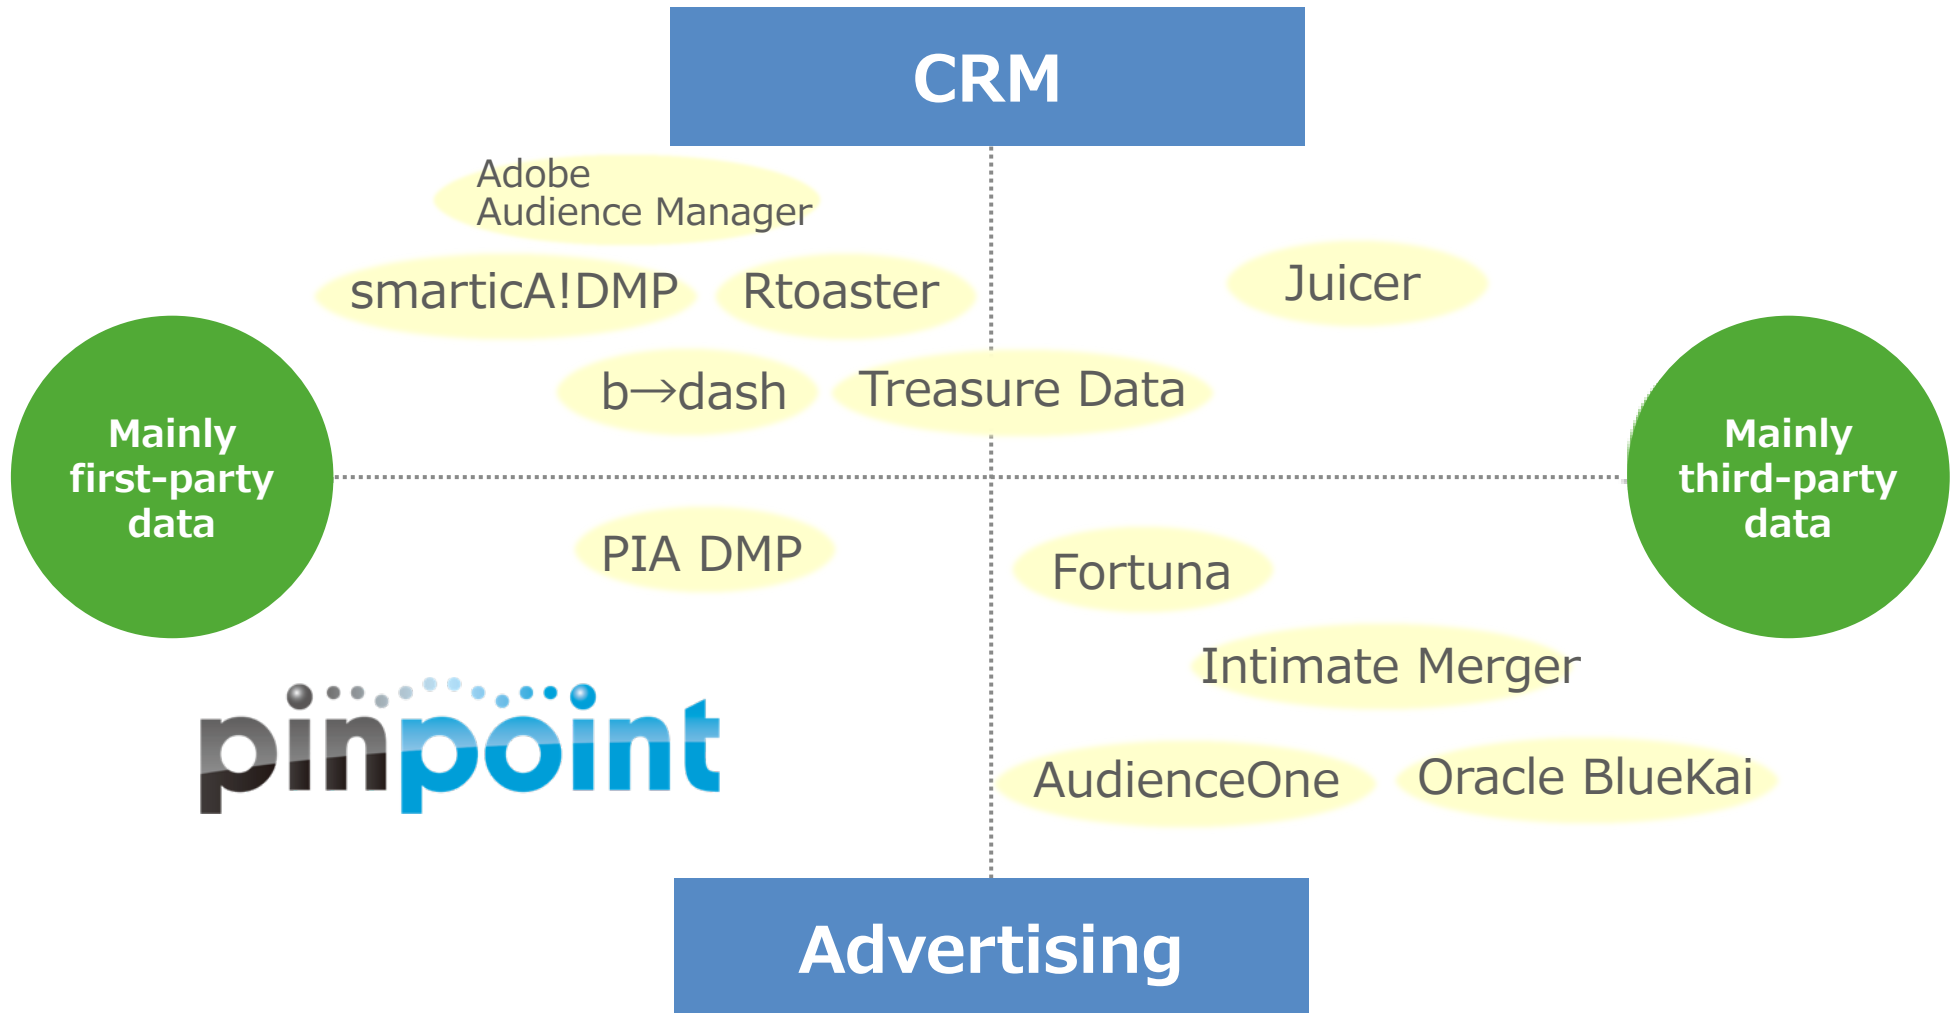 CRM
Adobe
Audience Manager
smarticA!DMP
Rtoaster
Juicer
b→dash
Treasure Data
Mainly
first-party
data
Mainly
third-party
data
PIA DMP
Fortuna
Intimate Merger
pinpoint
AudienceOne
Oracle BlueKai
Advertising